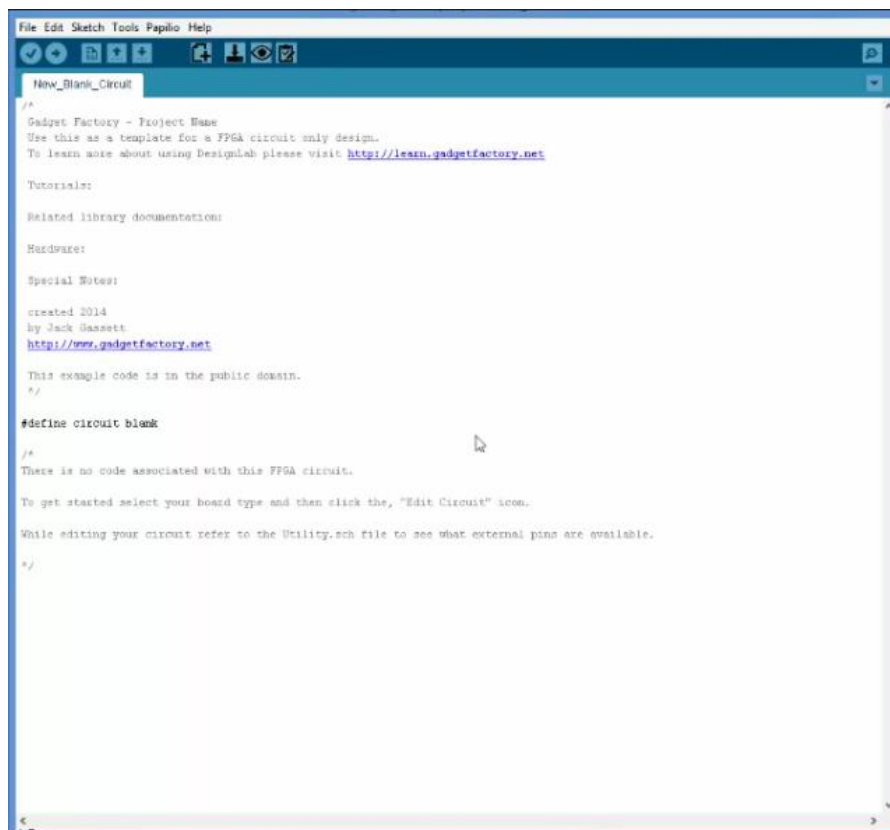 File Edit Sketch Tools Papilio Help
New_Blank_Circuit
/*
Gadget Factory - Project Name
Use this as a template for a FPGA circuit only design.
To learn more about using DesignLab please visit http://learn.gadgetfactory.net
Tutorials:
Related library documentation:
Hardware:
Special Notes:
created 2014
by Jack Gassett
http://www.gadgetfactory.net
This example code is in the public domain.
*/
#define circuit blank
/*
There is no code associated with this FPGA circuit.
To get started select your board type and then click the, "Edit Circuit" icon.
While editing your circuit refer to the Utility.sch file to see what external pins are available.
*/